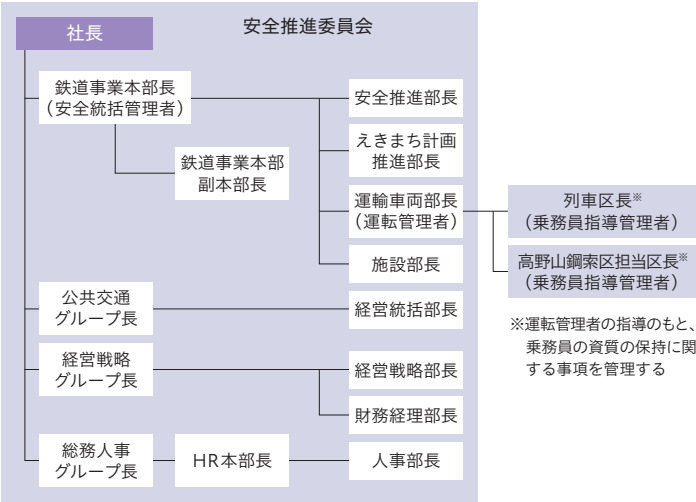 安全推進委員会
社長
鉄道事業本部長
（安全統括管理者）
鉄道事業本部
副本部長
安全推進部長
えきまち計画
推進部長
運輸車両部長
（運転管理者）
施設部長
列車区長※
（乗務員指導管理者）
高野山鋼索区担当区長※
（乗務員指導管理者）
※運転管理者の指導のもと、
乗務員の資質の保持に関
する事項を管理する
公共交通
グループ長
経営統括部長
経営戦略
グループ長
経営戦略部長
財務経理部長
総務人事
グループ長
HR本部長
人事部長